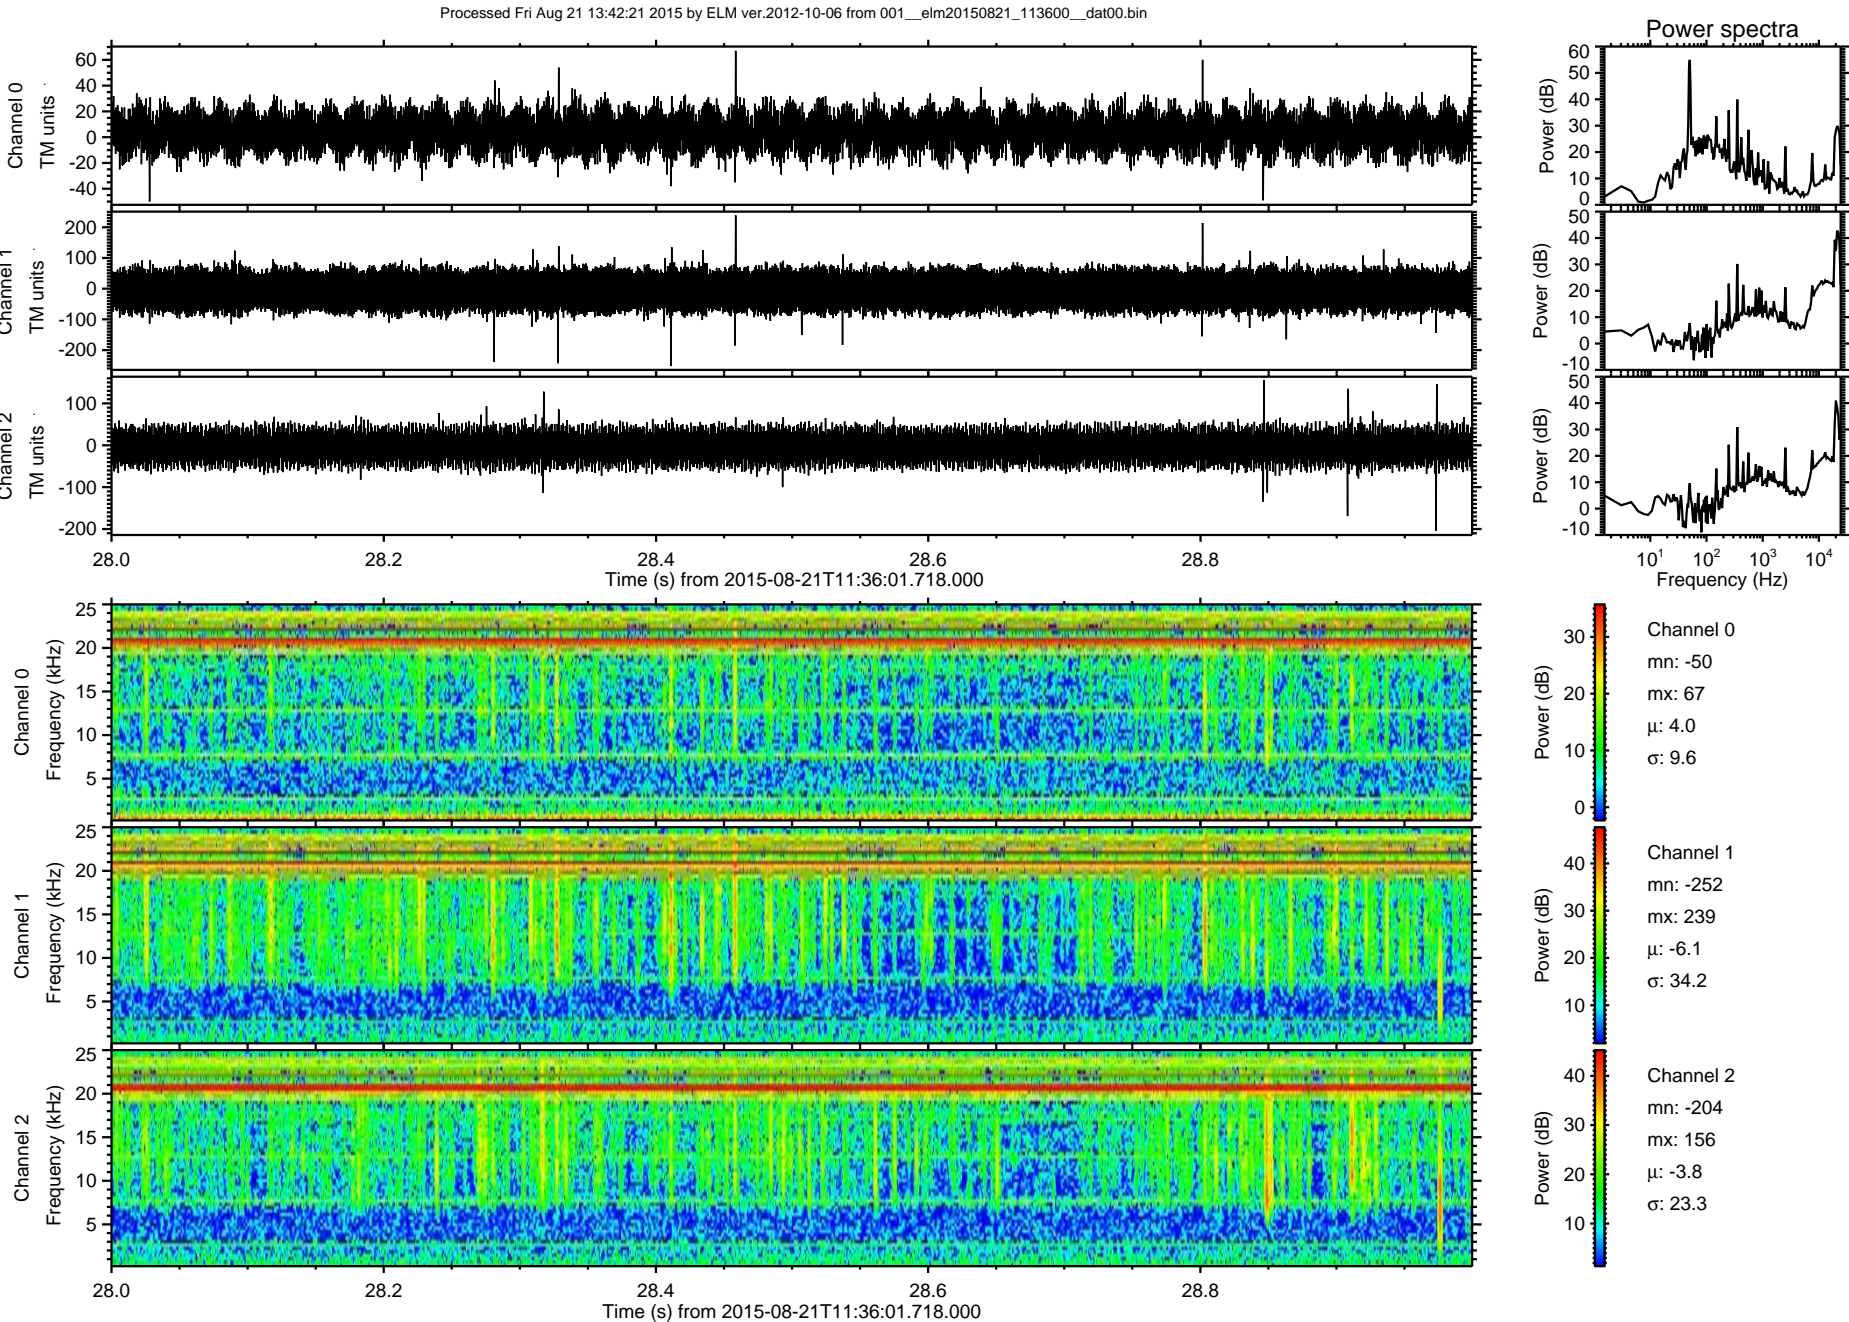 Processed Fri Aug 21 13:42:21 2015 by ELM ver.2012-10-06 from 001__elm20150821_113600__dat00.bin
Power spectra
Channel 0
TM units
60
40
20
0
-20
-40
Power (dB)
60
50
40
30
20
10
0
Channel 1
TM units
200
100
0
-100
-200
Power (dB)
50
40
30
20
10
0
-10
Channel 2
TM units
100
0
-100
-200
Power (dB)
50
40
30
20
10
0
-10
28.0 28.2 28.4 28.6 28.8
Time (s) from 2015-08-21T11:36:01.718.000
10^1 10^2 10^3 10^4
Frequency (Hz)
Channel 0
Frequency (kHz)
25
20
15
10
5
Power (dB)
30
20
10
0
Channel 0
mn: -50
mx: 67
μ: 4.0
σ: 9.6
Channel 1
Frequency (kHz)
25
20
15
10
5
Power (dB)
40
30
20
10
Channel 1
mn: -252
mx: 239
μ: -6.1
σ: 34.2
Channel 2
Frequency (kHz)
25
20
15
10
5
Power (dB)
40
30
20
10
Channel 2
mn: -204
mx: 156
μ: -3.8
σ: 23.3
28.0 28.2 28.4 28.6 28.8
Time (s) from 2015-08-21T11:36:01.718.000